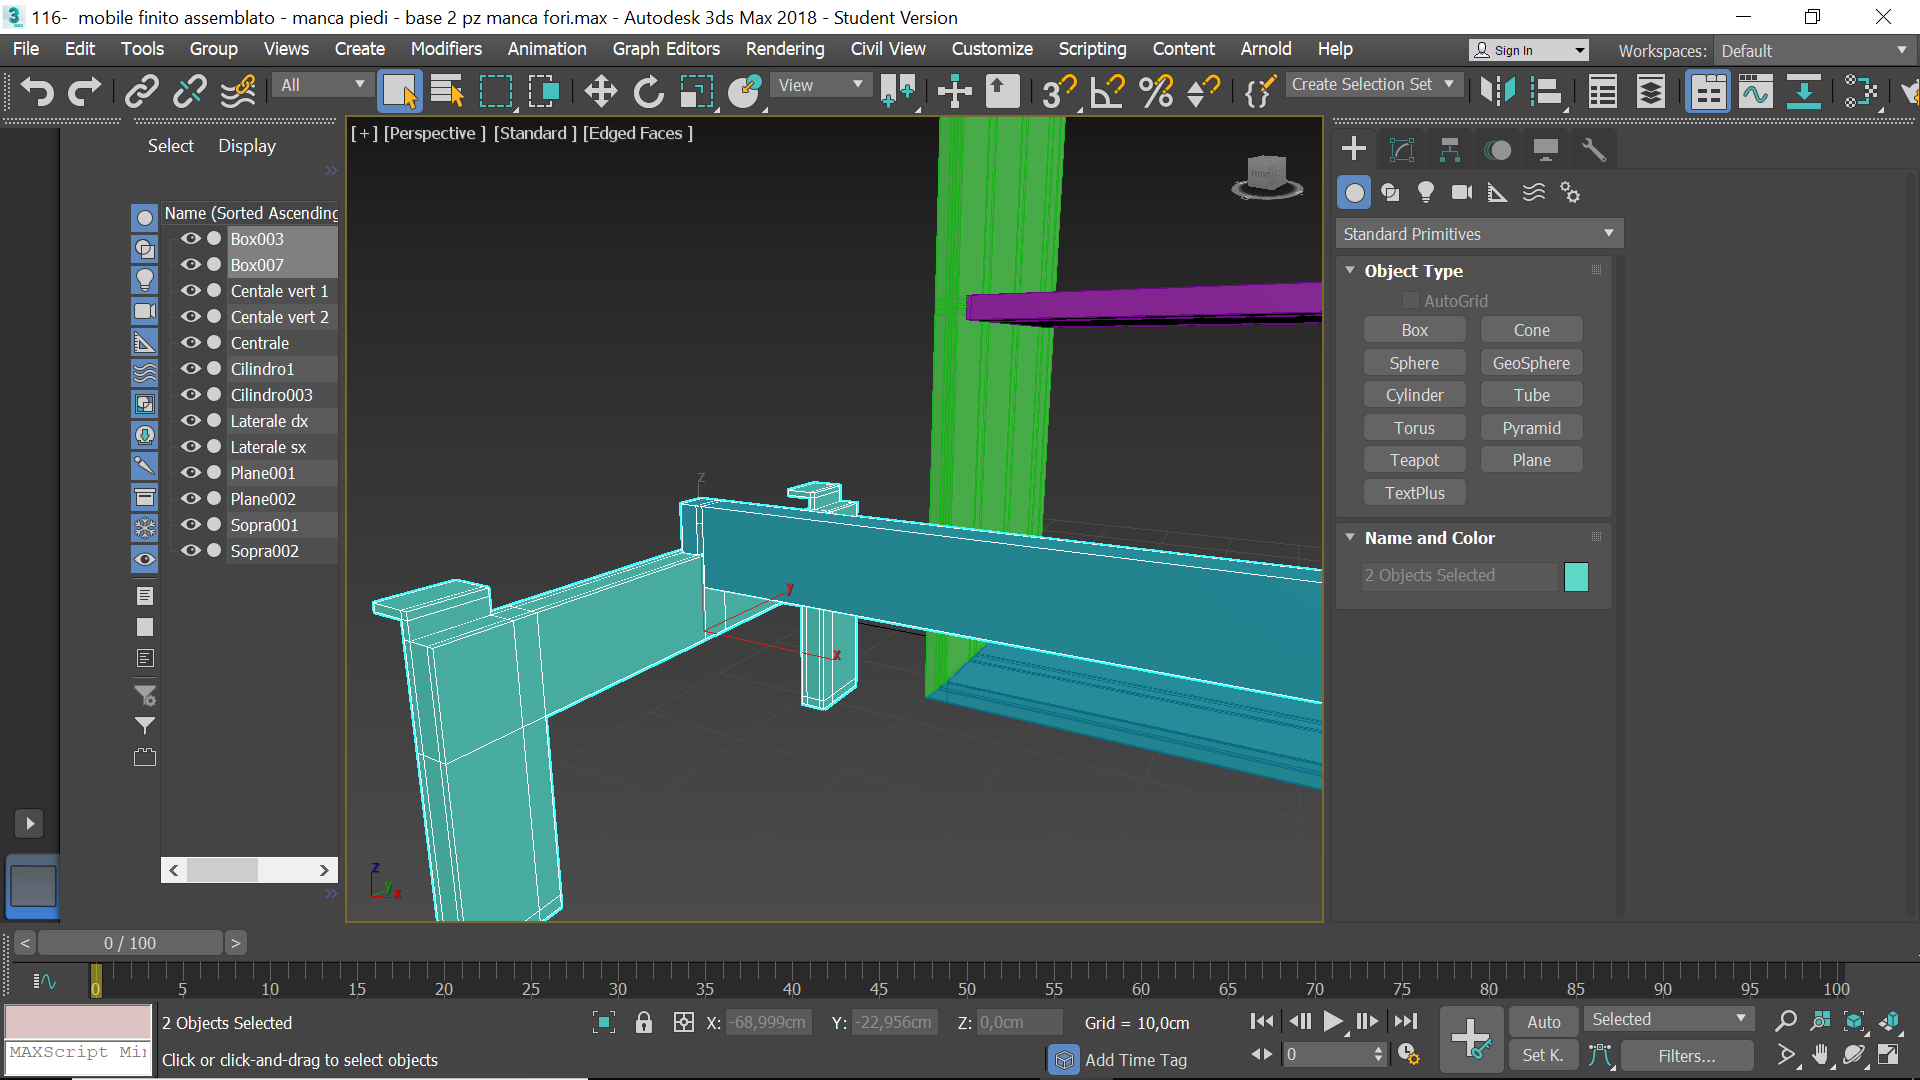 116-  mobile finito assemblato - manca piedi - base 2 pz manca fori.max - Autodesk 3ds Max 2018 - Student Version
File Edit Tools Group Views Create Modifiers Animation Graph Editors Rendering Civil View Customize Scripting Content Arnold Help Sign In Workspaces: Default
All View 3 Create Selection Set
Select Display
[ + ] [Perspective ] [Standard ] [Edged Faces ]
Name (Sorted Ascending
Box003
Box007
Centale vert 1
Centale vert 2
Centrale
Cilindro1
Cilindro003
Laterale dx
Laterale sx
Plane001
Plane002
Sopra001
Sopra002
z
y
x
z
y
x
Standard Primitives
Object Type
AutoGrid
Box Cone
Sphere GeoSphere
Cylinder Tube
Torus Pyramid
Teapot Plane
TextPlus
Name and Color
2 Objects Selected
< 0 / 100 >
0 5 10 15 20 25 30 35 40 45 50 55 60 65 70 75 80 85 90 95 100
2 Objects Selected X: -68,999cm Y: -22,956cm Z: 0,0cm Grid = 10,0cm Auto Selected
MAXScript Mi Click or click-and-drag to select objects Add Time Tag 0 Set K. Filters...